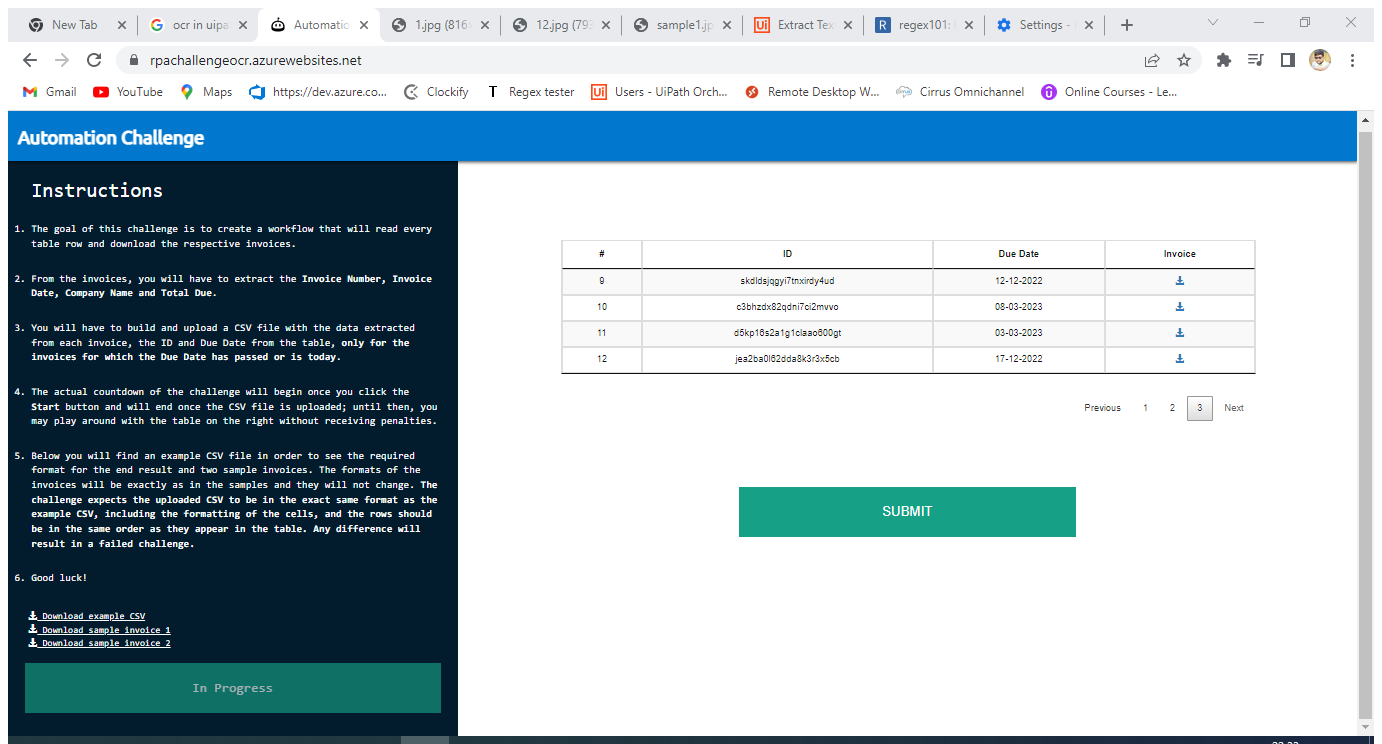 New Tab
ocr in uipa
Automatio
1.jpg (816
12.jpg (793
sample1.jp
Extract Tex
regex101:
Settings -
rpachallengeocr.azurewebsites.net
Gmail
YouTube
Maps
https://dev.azure.co...
Clockify
T Regex tester
Users - UiPath Orch...
Remote Desktop W...
Cirrus Omnichannel
Online Courses - Le...
Automation Challenge
Instructions
1. The goal of this challenge is to create a workflow that will read every
table row and download the respective invoices.
2. From the invoices, you will have to extract the Invoice Number, Invoice
Date, Company Name and Total Due.
3. You will have to build and upload a CSV file with the data extracted
from each invoice, the ID and Due Date from the table, only for the
invoices for which the Due Date has passed or is today.
4. The actual countdown of the challenge will begin once you click the
Start button and will end once the CSV file is uploaded; until then, you
may play around with the table on the right without receiving penalties.
5. Below you will find an example CSV file in order to see the required
format for the end result and two sample invoices. The formats of the
invoices will be exactly as in the samples and they will not change. The
challenge expects the uploaded CSV to be in the exact same format as the
example CSV, including the formatting of the cells, and the rows should
be in the same order as they appear in the table. Any difference will
result in a failed challenge.
6. Good luck!
Download example CSV
Download sample invoice 1
Download sample invoice 2
In Progress
# ID Due Date Invoice
9 skdldsjqgyi7tnxirdy4ud 12-12-2022
10 c3bhzdx82qdni7ci2mvvo 08-03-2023
11 d5kp16s2a1g1claao600gt 03-03-2023
12 jea2ba0l62dda8k3r3x5cb 17-12-2022
Previous 1 2 3 Next
SUBMIT